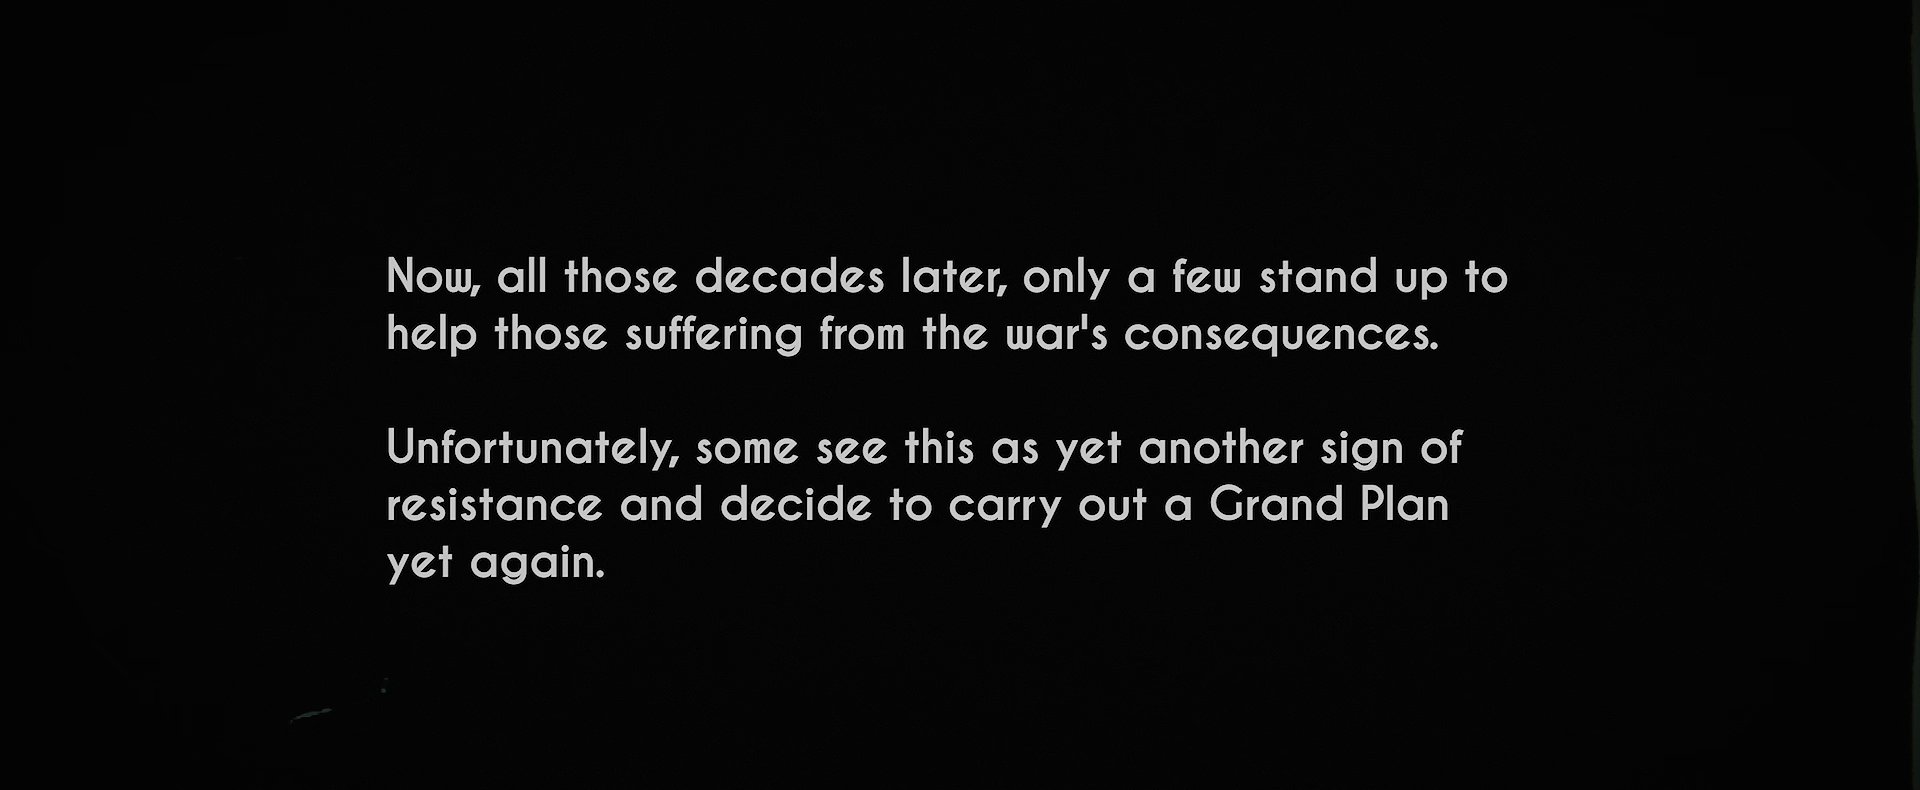 Now, all those decades later, only a few stand up to
help those suffering from the war's consequences.
Unfortunately, some see this as yet another sign of
resistance and decide to carry out a Grand Plan
yet again.